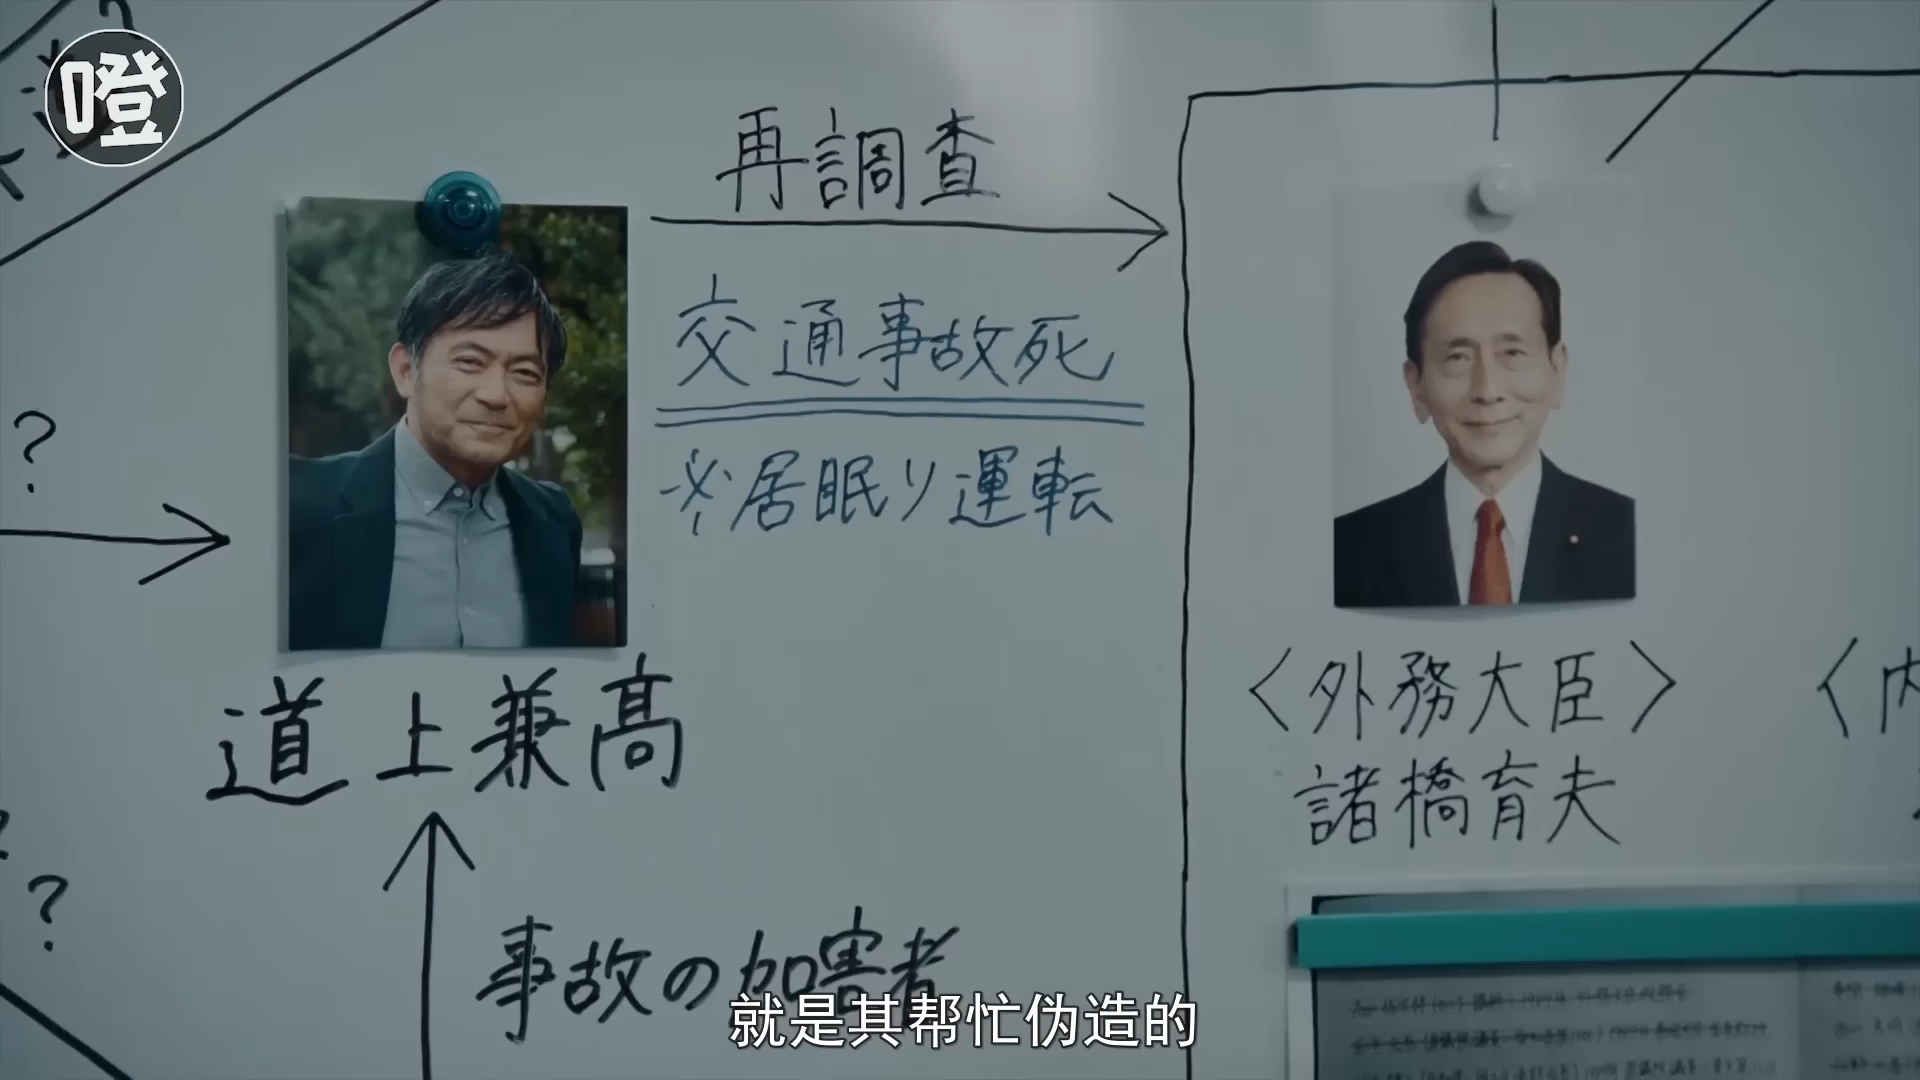 噔
再調査
交通事故死
※居眠り運転
?
道上兼高
〈外務大臣〉
諸橋育夫
〈内
?
事故の加害者
就是其帮忙伪造的